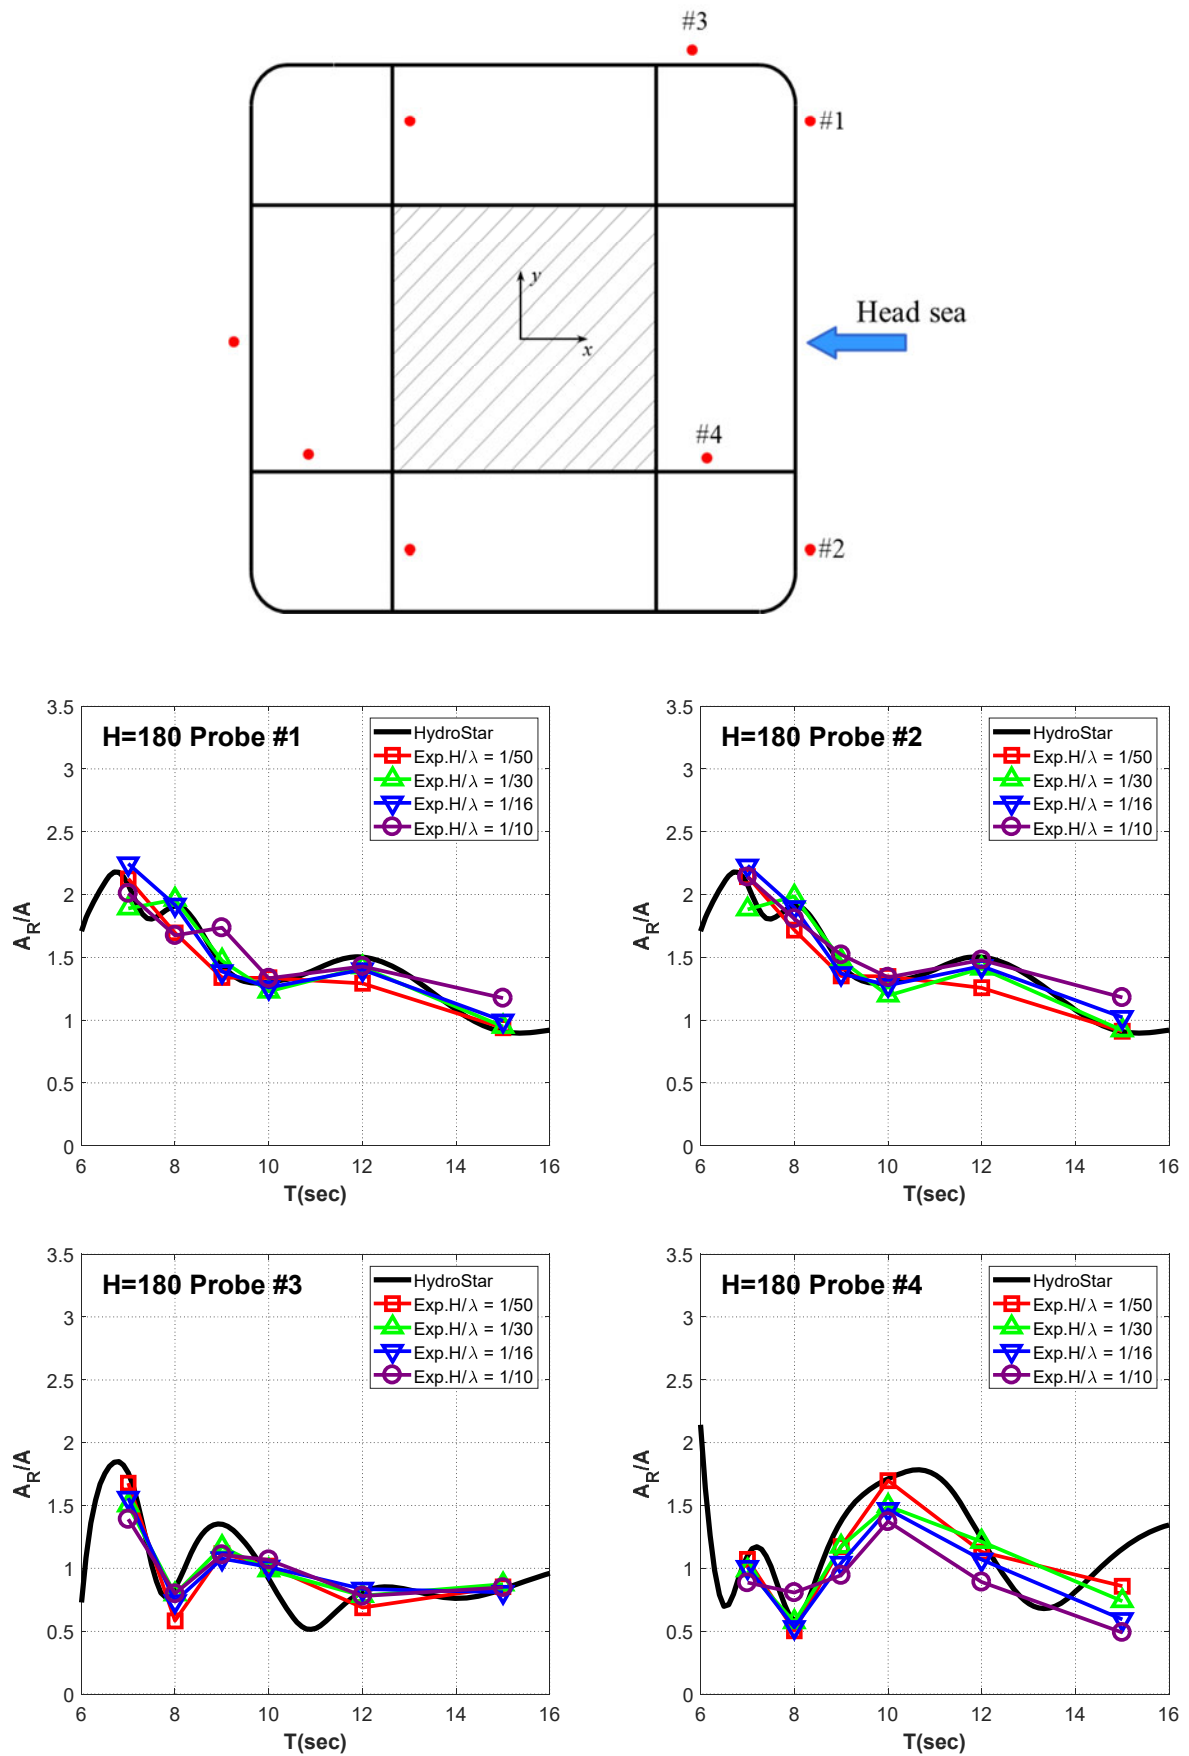 #3
#1
y
Head sea
x
#4
#2
H=180 Probe #1
HydroStar
Exp.H/λ = 1/50
Exp.H/λ = 1/30
Exp.H/λ = 1/16
Exp.H/λ = 1/10
3.5
3
2.5
2
1.5
1
0.5
0
A_R/A
6 8 10 12 14 16
T(sec)
H=180 Probe #2
HydroStar
Exp.H/λ = 1/50
Exp.H/λ = 1/30
Exp.H/λ = 1/16
Exp.H/λ = 1/10
3.5
3
2.5
2
1.5
1
0.5
0
A_R/A
6 8 10 12 14 16
T(sec)
H=180 Probe #3
HydroStar
Exp.H/λ = 1/50
Exp.H/λ = 1/30
Exp.H/λ = 1/16
Exp.H/λ = 1/10
3.5
3
2.5
2
1.5
1
0.5
0
A_R/A
6 8 10 12 14 16
T(sec)
H=180 Probe #4
HydroStar
Exp.H/λ = 1/50
Exp.H/λ = 1/30
Exp.H/λ = 1/16
Exp.H/λ = 1/10
3.5
3
2.5
2
1.5
1
0.5
0
A_R/A
6 8 10 12 14 16
T(sec)